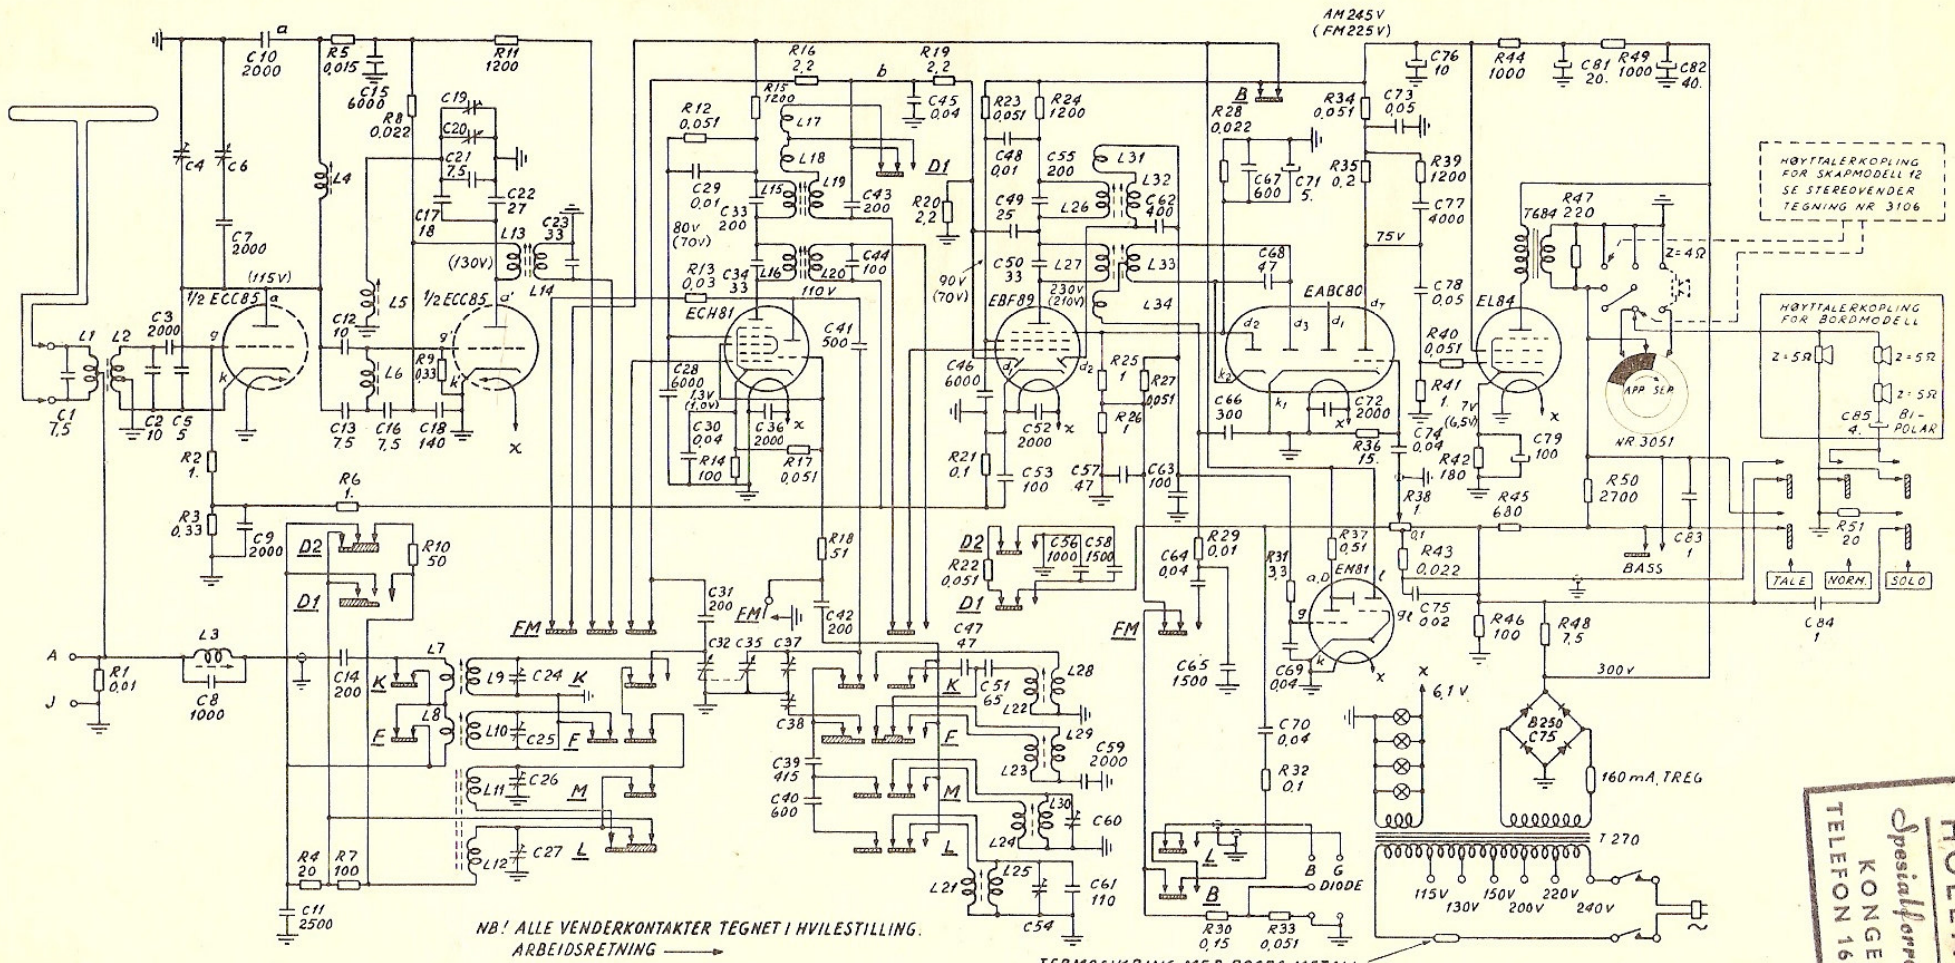 AM 245V
(FM 225V)
a
C10
2000
R5
0,015
C15
6000
R11
1200
R8
0,022
C19
C20
C21
7,5
C22
27
C17
18
L13
C23
33
L14
(130V)
C4
C6
C7
2000
L4
L5
L6
(115V)
1/2 ECC85
a
g
k
1/2 ECC85
a'
g'
k'
x
L1
L2
C3
2000
C1
7,5
C2
10
C5
5
C12
10
C13
7,5
C16
7,5
C18
140
R9
0,33
R2
1.
R3
0,33
R6
1.
C9
2000
D2
D1
R10
50
R16
2,2
b
R19
2,2
R15
1200
R12
0,051
L17
L18
C45
0,04
D1
C29
0,01
L15
L19
C33
200
C43
200
R20
2,2
80V
(70V)
C34
33
L16
L20
C44
100
110V
R13
0,03
ECH81
C41
500
C28
6000
1,3V
(1,0V)
C30
0,04
R14
100
C36
2000
x
R17
0,051
R18
51
C42
200
FM
FM
R23
0,051
R24
1200
C48
0,01
C55
200
L31
L32
C49
25
L26
C62
400
C50
33
L27
L33
L34
90V
(70V)
230V
(210V)
EBF89
d1
d2
C46
6000
C52
2000
x
R21
0,1
C53
100
R25
1
R26
1
R27
0,051
C57
47
C63
100
B
R28
0,022
C67
600
C71
5.
R34
0,051
C73
0,05
R35
0,2
R39
1200
C77
4000
75V
C68
47
EABC80
d2
d3
d1
dT
k2
k1
C78
0,05
R40
0,051
R41
1.
C66
300
C72
2000
x
R36
15.
C74
0,04
R38
1
0,1
C76
10
R44
1000
C81
20.
R49
1000
C82
40.
T684
R47
220
EL84
7V
(6,5V)
x
C79
100
R42
180
Z=4Ω
HØYTTALERKOPLING
FOR SKAPMODELL 12
SE STEREOVENDER
TEGNING NR 3106
HØYTTALERKOPLING
FOR BORDMODELL
Z=5Ω
Z=5Ω
Z=5Ω
C85
4.
BI-
POLAR
APP SEP.
NR 3051
R50
2700
R45
680
C83
1
R51
20
BASS
TALE
NORM.
SOLO
C84
1
D2
R22
0,051
D1
C56
1000
C58
1500
C64
0,04
R29
0,01
C65
1500
FM
R31
3,3
R37
0,51
EM81
a,D
l
g
gl
k
x
C69
0,04
R43
0,022
C75
002
R46
100
R48
7,5
300V
C70
0,04
R32
0,1
A
J
R1
0,01
L3
C8
1000
C14
200
K
F
L7
L8
L9
C24
K
L10
C25
F
L11
C26
M
L12
C27
L
R4
20
R7
100
C11
2500
C31
200
C32
C35
C37
C38
C39
415
C40
600
C47
47
C51
65
K
F
M
L
L28
L22
L29
L23
C59
2000
L30
L24
C60
L21
L25
C54
C61
110
L
B
B
G
DIODE
R30
0,15
R33
0,051
x
6,1 V
B250
C75
160 mA, TREG
T 270
115V
130V
150V
200V
220V
240V
NB! ALLE VENDERKONTAKTER TEGNET I HVILESTILLING.
ARBEIDSRETNING
KONGE
TELEFON 16